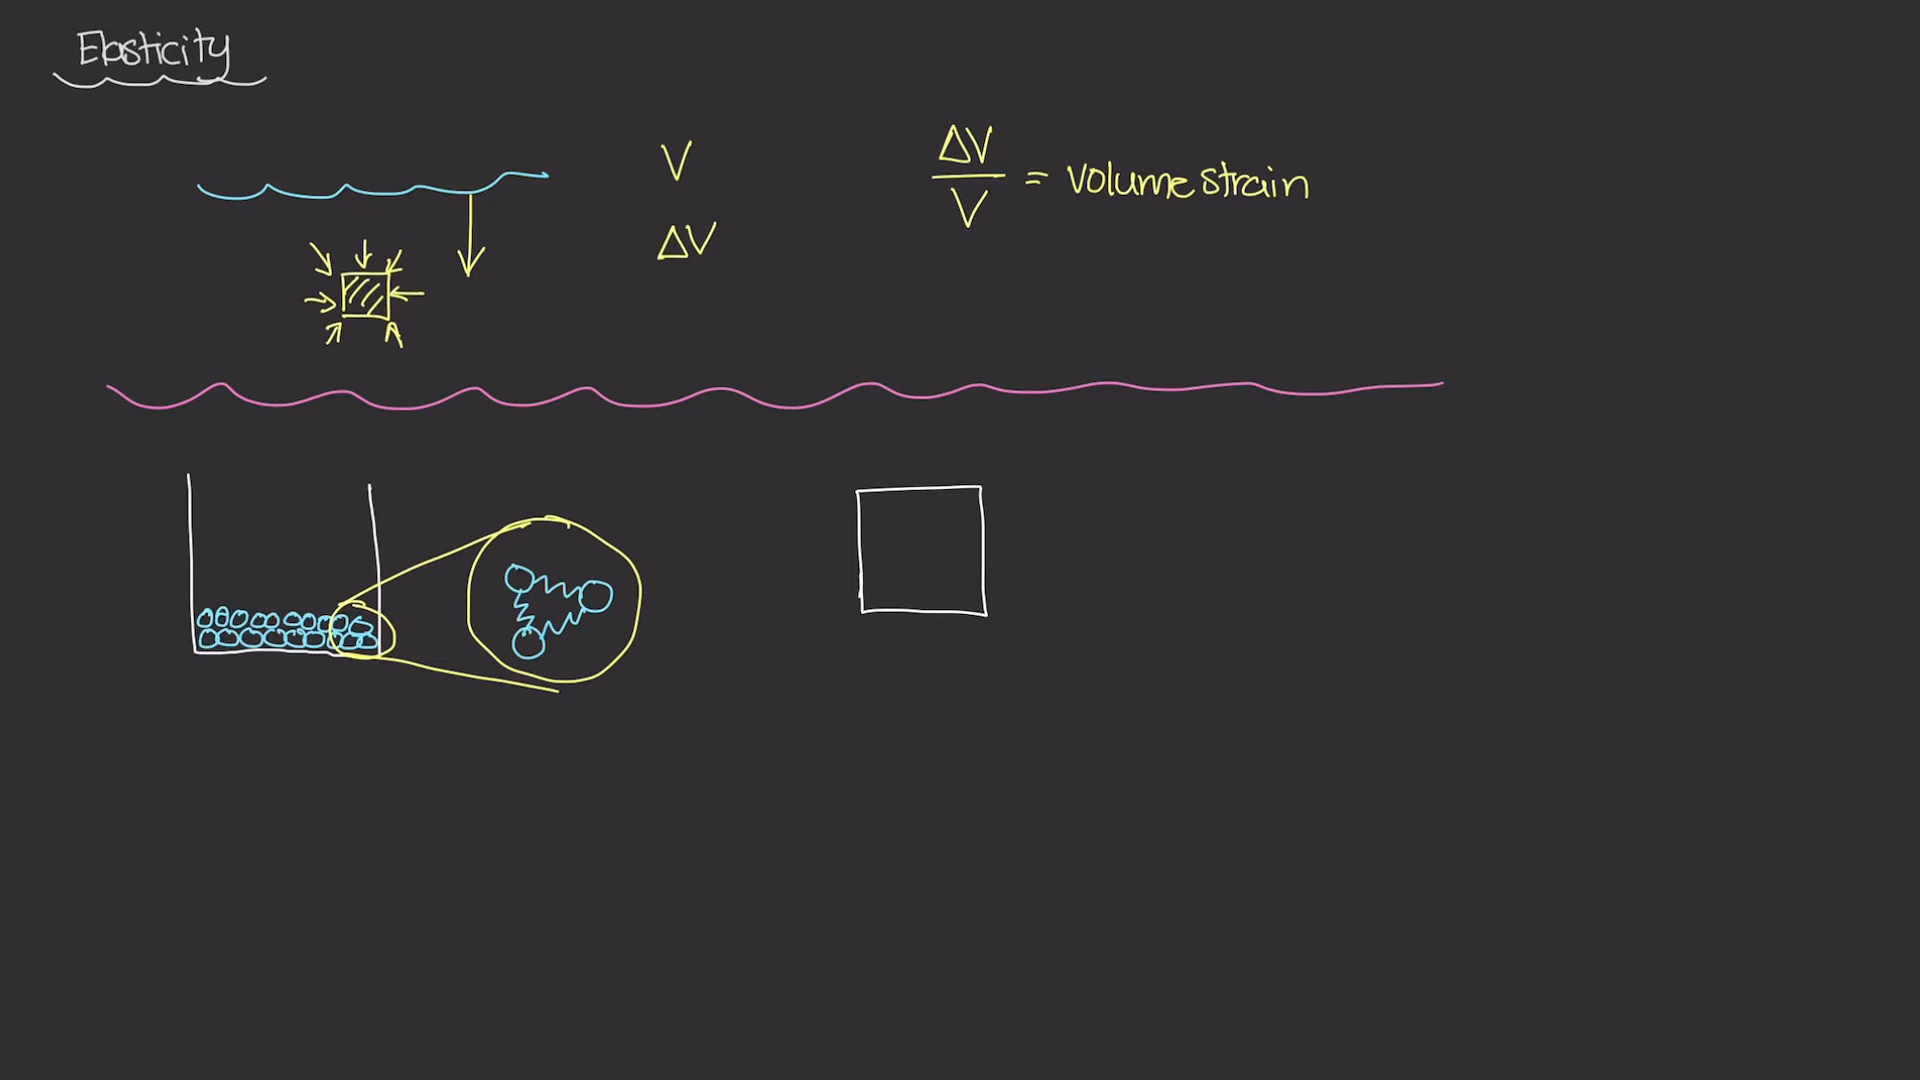 Elasticity
V
ΔV
ΔV
V
= volume strain